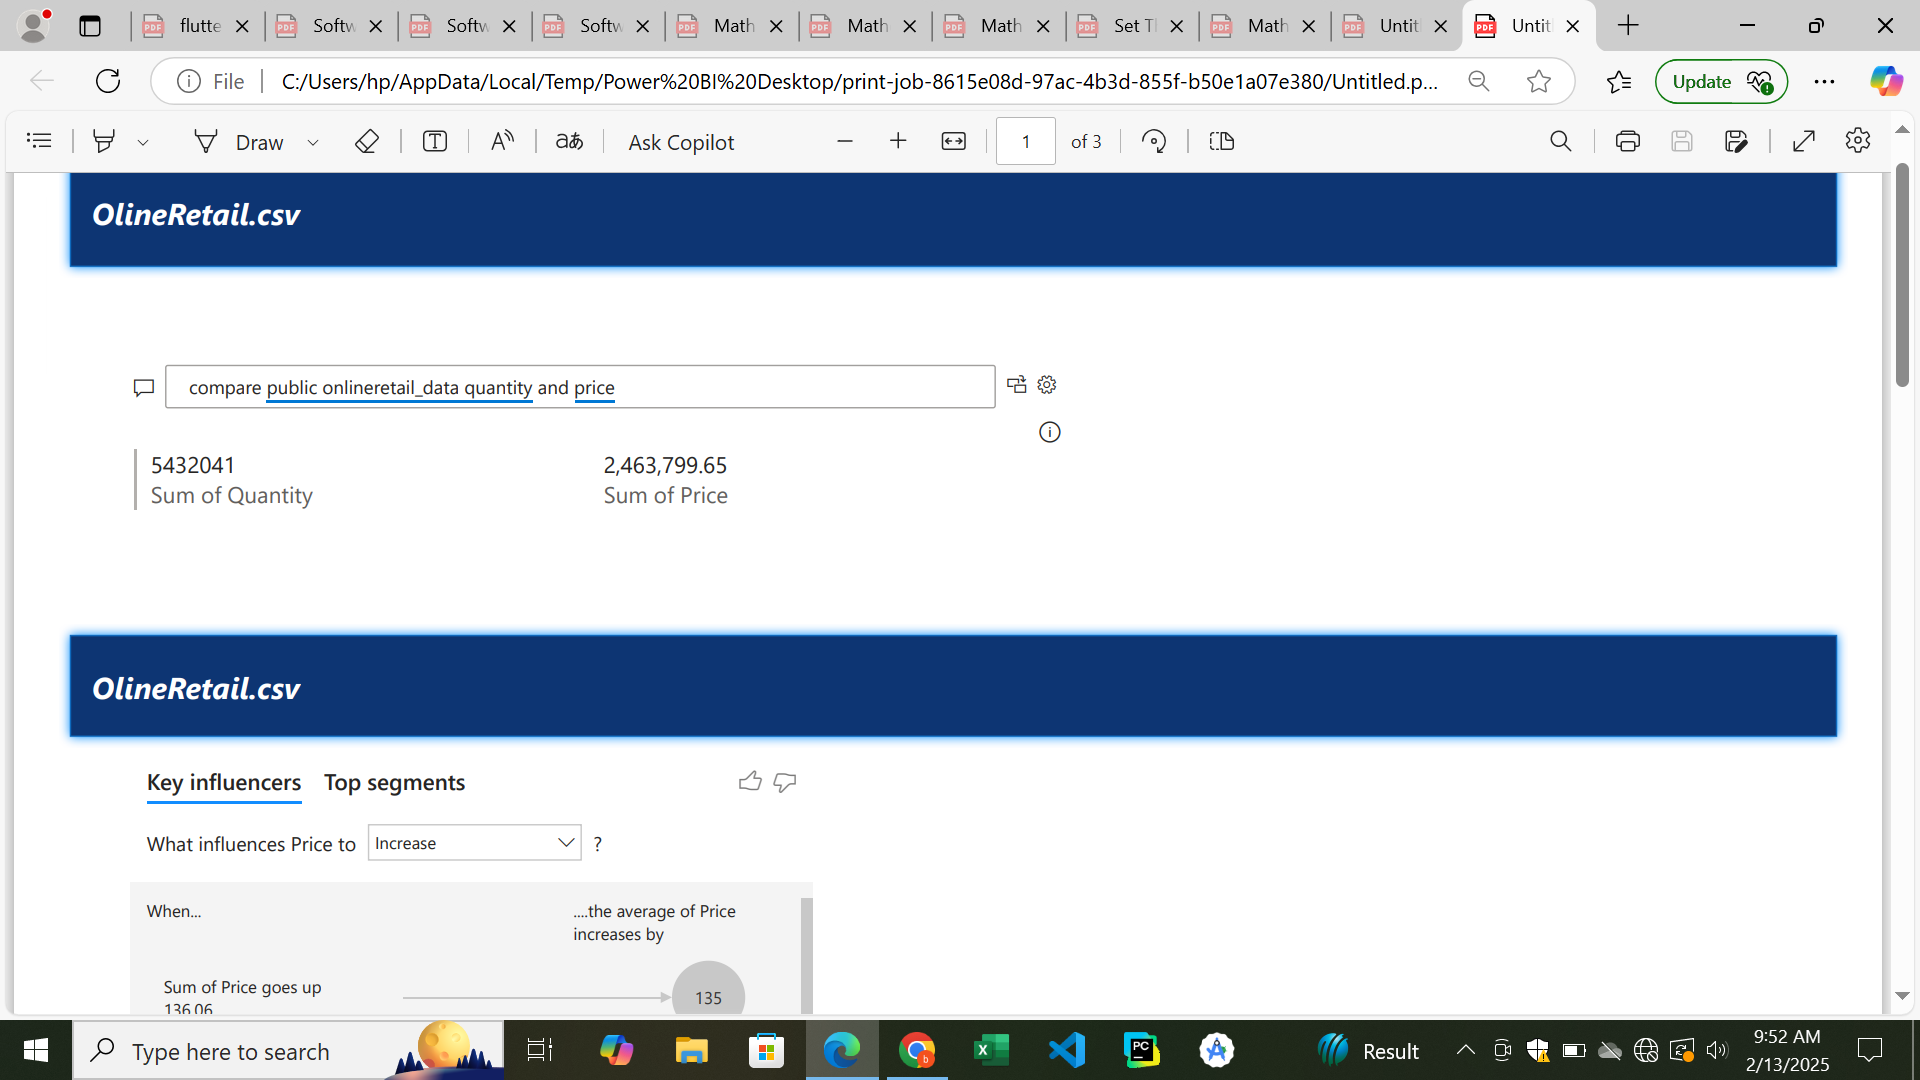 flutte Softw Softw Softw Math Math Math Set Tl Math Untit Untit
File C:/Users/hp/AppData/Local/Temp/Power%20BI%20Desktop/print-job-8615e08d-97ac-4b3d-855f-b50e1a07e380/Untitled.p... Update
Draw Ask Copilot 1 of 3
OlineRetail.csv
compare public onlineretail_data quantity and price
5432041 2,463,799.65
Sum of Quantity Sum of Price
OlineRetail.csv
Key influencers Top segments
What influences Price to Increase ?
When... ....the average of Price
increases by
Sum of Price goes up
136.06 135
Type here to search Result 9:52 AM
2/13/2025